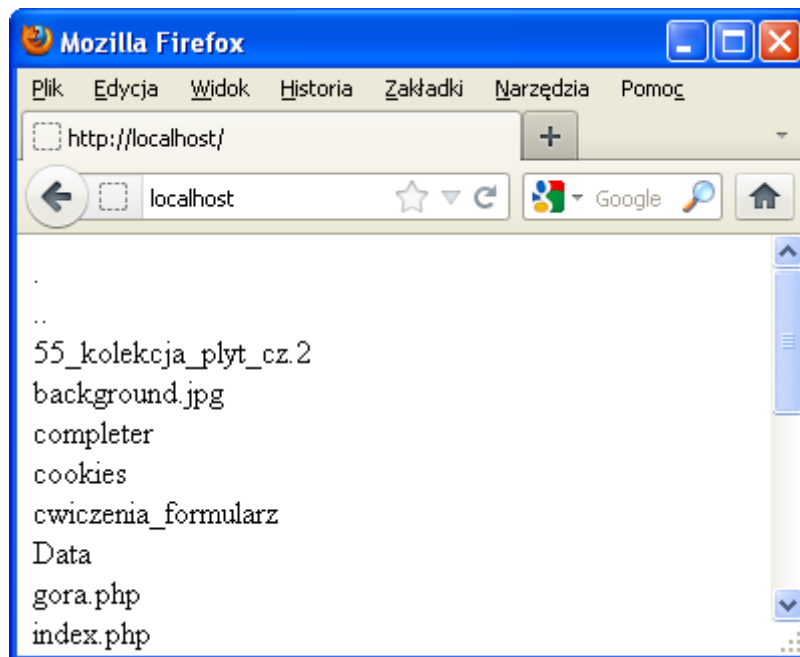 Mozilla Firefox
Plik Edycja Widok Historia Zakładki Narzędzia Pomoc
http://localhost/
localhost Google
.
..
55_kolekcja_plyt_cz.2
background.jpg
completer
cookies
cwiczenia_formularz
Data
gora.php
index.php